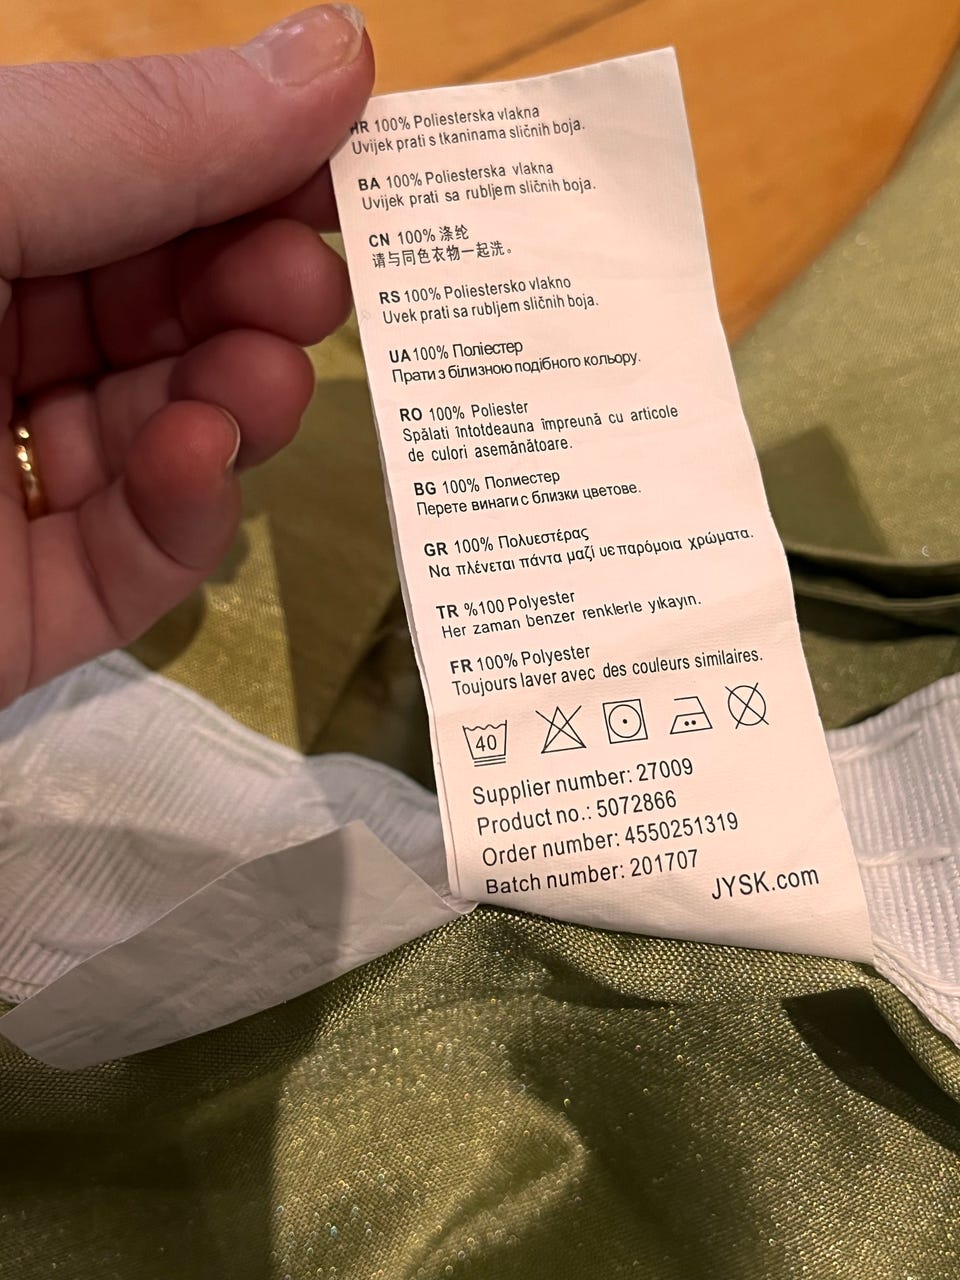 HR 100% Poliesterska vlakna
Uvijek prati s tkaninama sličnih boja.
BA 100% Poliesterska vlakna
Uvijek prati sa rubljem sličnih boja.
CN 100% 涤纶
请与同色衣物一起洗。
RS 100% Poliestersko vlakno
Uvek prati sa rubljem sličnih boja.
UA 100% Поліестер
Прати з білизною подібного кольору.
RO 100% Poliester
Spălati întotdeauna împreună cu articole
de culori asemănătoare.
BG 100% Полиестер
Перете винаги с близки цветове.
GR 100% Πολυεστέρας
Να πλένεται πάντα μαζί με παρόμοια χρώματα.
TR %100 Polyester
Her zaman benzer renklerle yıkayın.
FR 100% Polyester
Toujours laver avec des couleurs similaires.
40
Supplier number: 27009
Product no.: 5072866
Order number: 4550251319
Batch number: 201707
JYSK.com